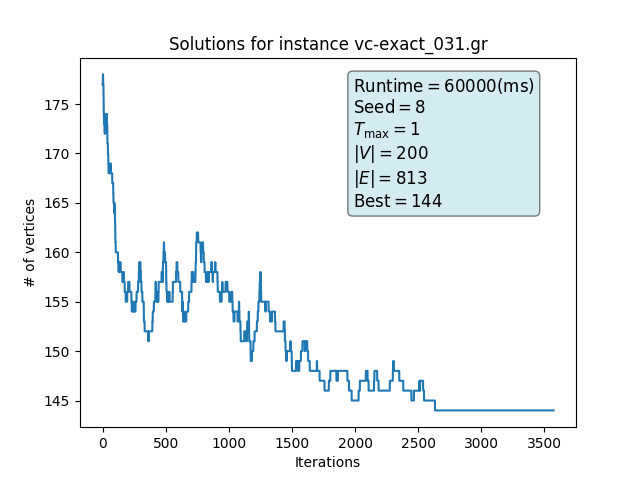 Solutions for instance vc-exact_031.gr
Runtime = 60000(ms)
Seed = 8
T_max = 1
|V| = 200
|E| = 813
Best = 144
# of vertices
175
170
165
160
155
150
145
0 500 1000 1500 2000 2500 3000 3500
Iterations